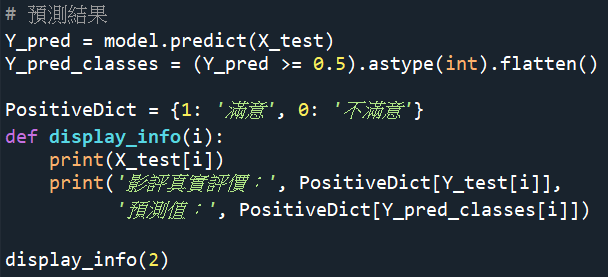 # 預測結果
Y_pred = model.predict(X_test)
Y_pred_classes = (Y_pred >= 0.5).astype(int).flatten()

PositiveDict = {1: '滿意', 0: '不滿意'}
def display_info(i):
    print(X_test[i])
    print('影評真實評價：', PositiveDict[Y_test[i]],
          '預測值：', PositiveDict[Y_pred_classes[i]])

display_info(2)